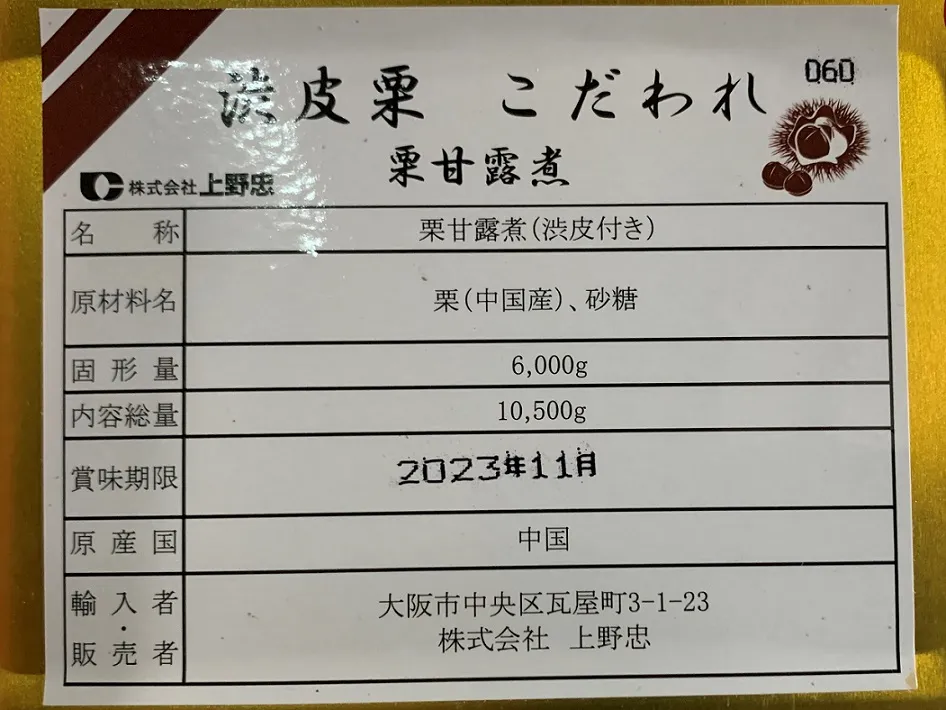 060
渋皮栗 こだわれ
栗甘露煮
株式会社上野忠
名称 栗甘露煮(渋皮付き)
原材料名 栗(中国産)、砂糖
固形量 6,000g
内容総量 10,500g
賞味期限 2023年11月
原産国 中国
輸入者・販売者 大阪市中央区瓦屋町3-1-23
株式会社 上野忠